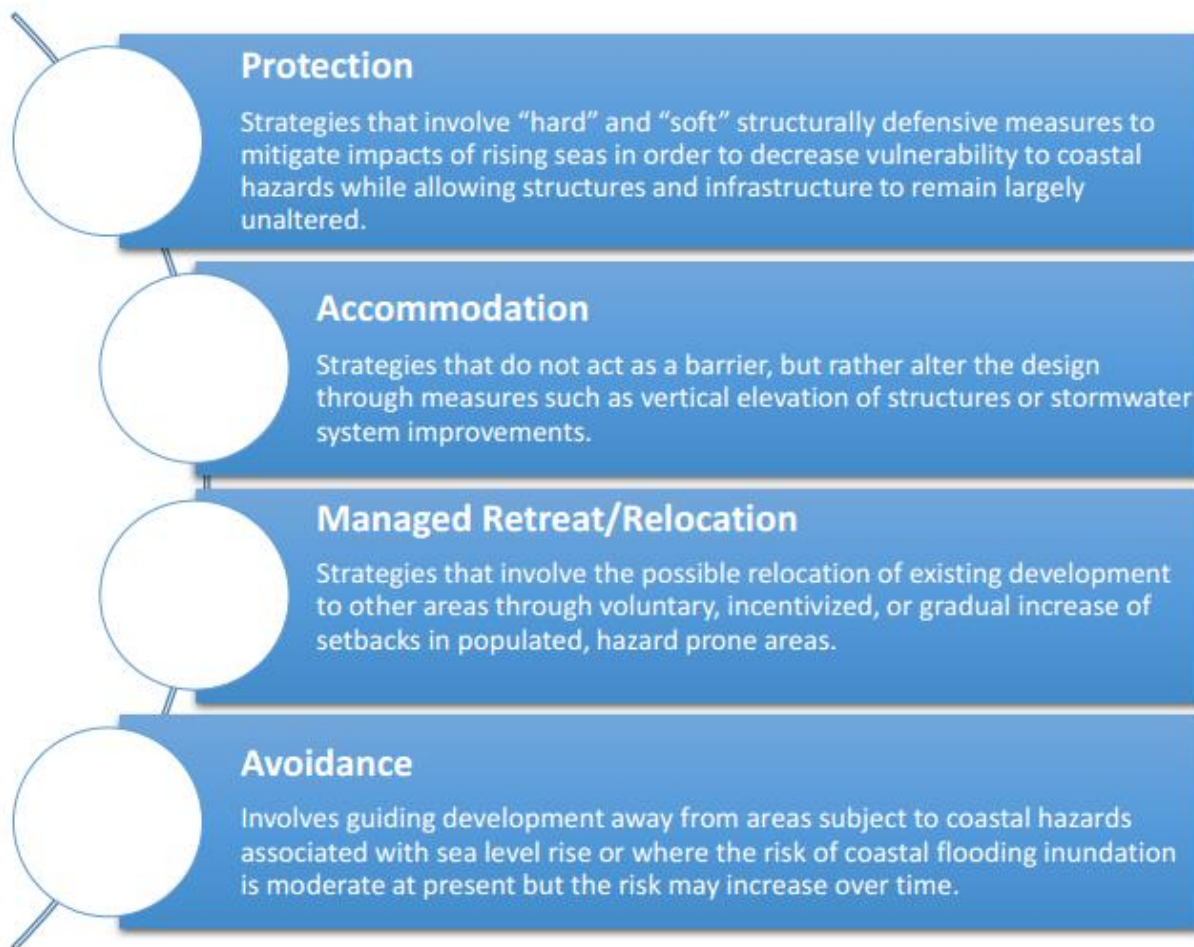 Protection
Strategies that involve “hard” and “soft” structurally defensive measures to
mitigate impacts of rising seas in order to decrease vulnerability to coastal
hazards while allowing structures and infrastructure to remain largely
unaltered.
Accommodation
Strategies that do not act as a barrier, but rather alter the design
through measures such as vertical elevation of structures or stormwater
system improvements.
Managed Retreat/Relocation
Strategies that involve the possible relocation of existing development
to other areas through voluntary, incentivized, or gradual increase of
setbacks in populated, hazard prone areas.
Avoidance
Involves guiding development away from areas subject to coastal hazards
associated with sea level rise or where the risk of coastal flooding inundation
is moderate at present but the risk may increase over time.